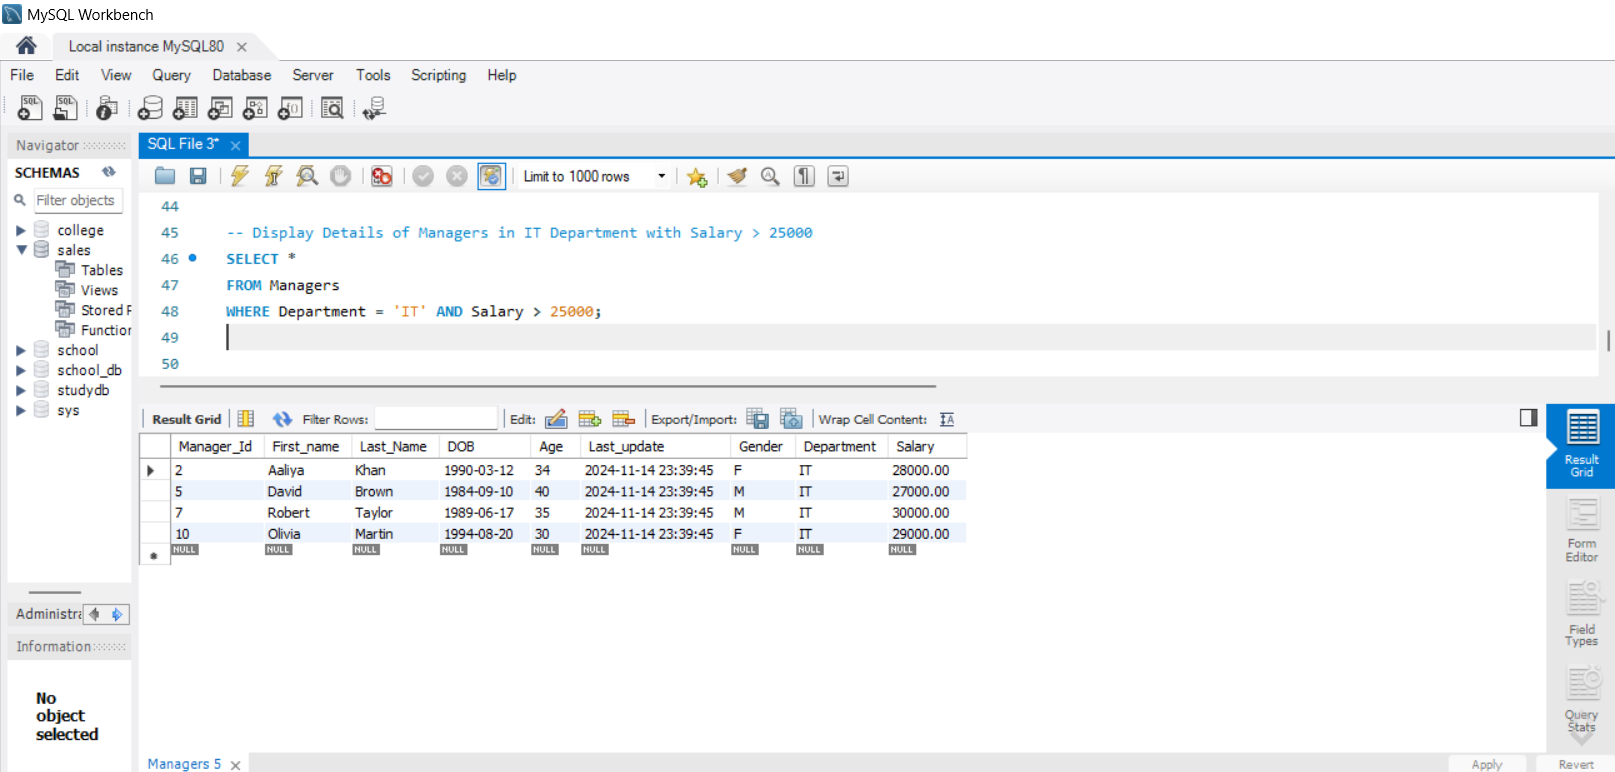 MySQL Workbench
Local instance MySQL80
File Edit View Query Database Server Tools Scripting Help
SQL SQL
Navigator
SCHEMAS
Filter objects
college
sales
Tables
Views
Stored P
Function
school
school_db
studydb
sys
Administra
Information
No
object
selected
SQL File 3*
Limit to 1000 rows
44
45 -- Display Details of Managers in IT Department with Salary > 25000
46 SELECT *
47 FROM Managers
48 WHERE Department = 'IT' AND Salary > 25000;
49
50
Result Grid Filter Rows: Edit: Export/Import: Wrap Cell Content: IA
Manager_Id First_name Last_Name DOB Age Last_update Gender Department Salary
2 Aaliya Khan 1990-03-12 34 2024-11-14 23:39:45 F IT 28000.00
5 David Brown 1984-09-10 40 2024-11-14 23:39:45 M IT 27000.00
7 Robert Taylor 1989-06-17 35 2024-11-14 23:39:45 M IT 30000.00
10 Olivia Martin 1994-08-20 30 2024-11-14 23:39:45 F IT 29000.00
NULL NULL NULL NULL NULL NULL NULL NULL NULL
Result
Grid
Form
Editor
Field
Types
Query
Stats
Managers 5
Apply Revert